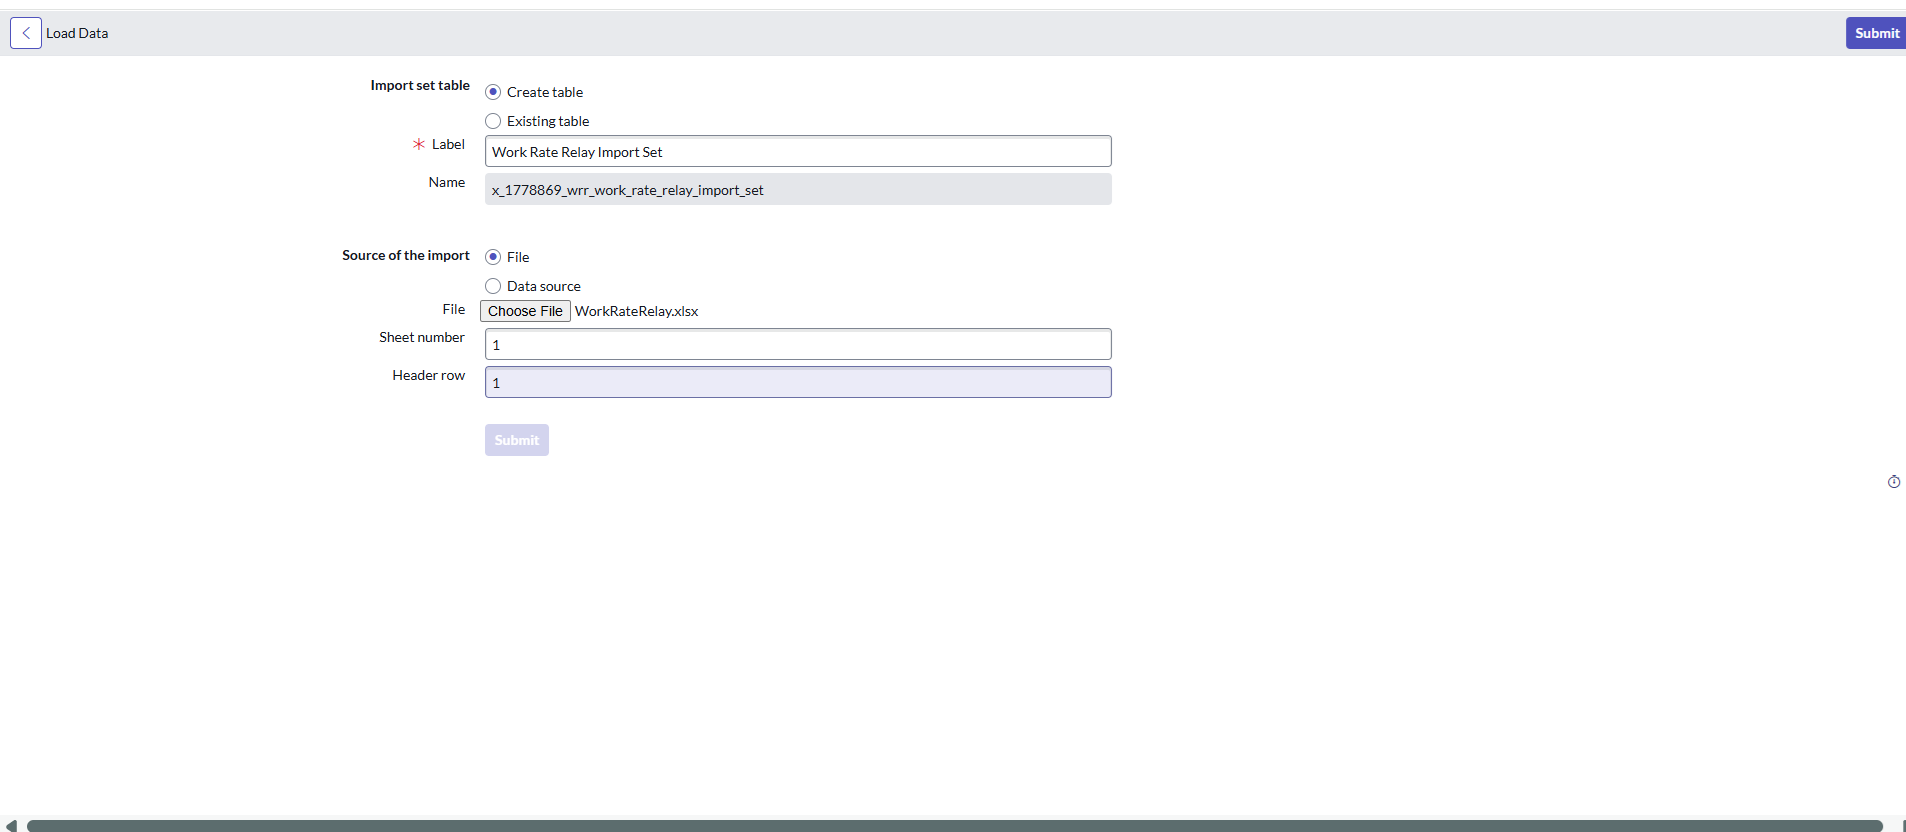 Load Data
Submit
Import set table
Create table
Existing table
Label
Work Rate Relay Import Set
Name
x_1778869_wrr_work_rate_relay_import_set
Source of the import
File
Data source
File
Choose File WorkRateRelay.xlsx
Sheet number
1
Header row
1
Submit